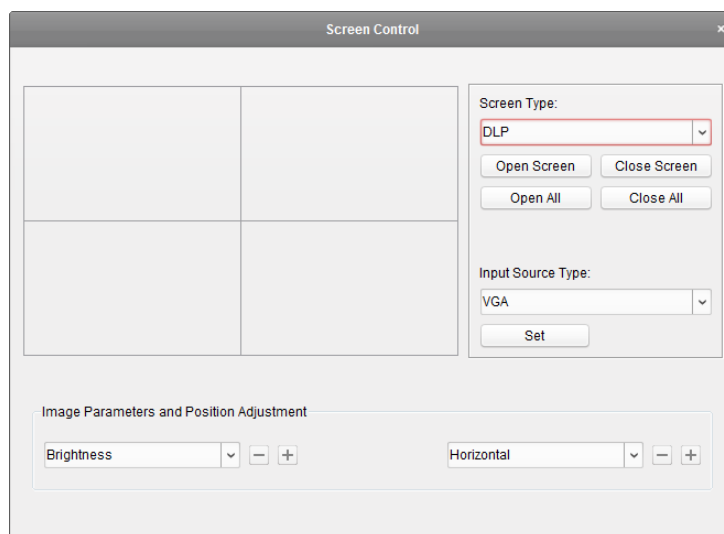 Screen Control
Screen Type:
DLP
Open Screen Close Screen
Open All Close All
Input Source Type:
VGA
Set
Image Parameters and Position Adjustment
Brightness Horizontal